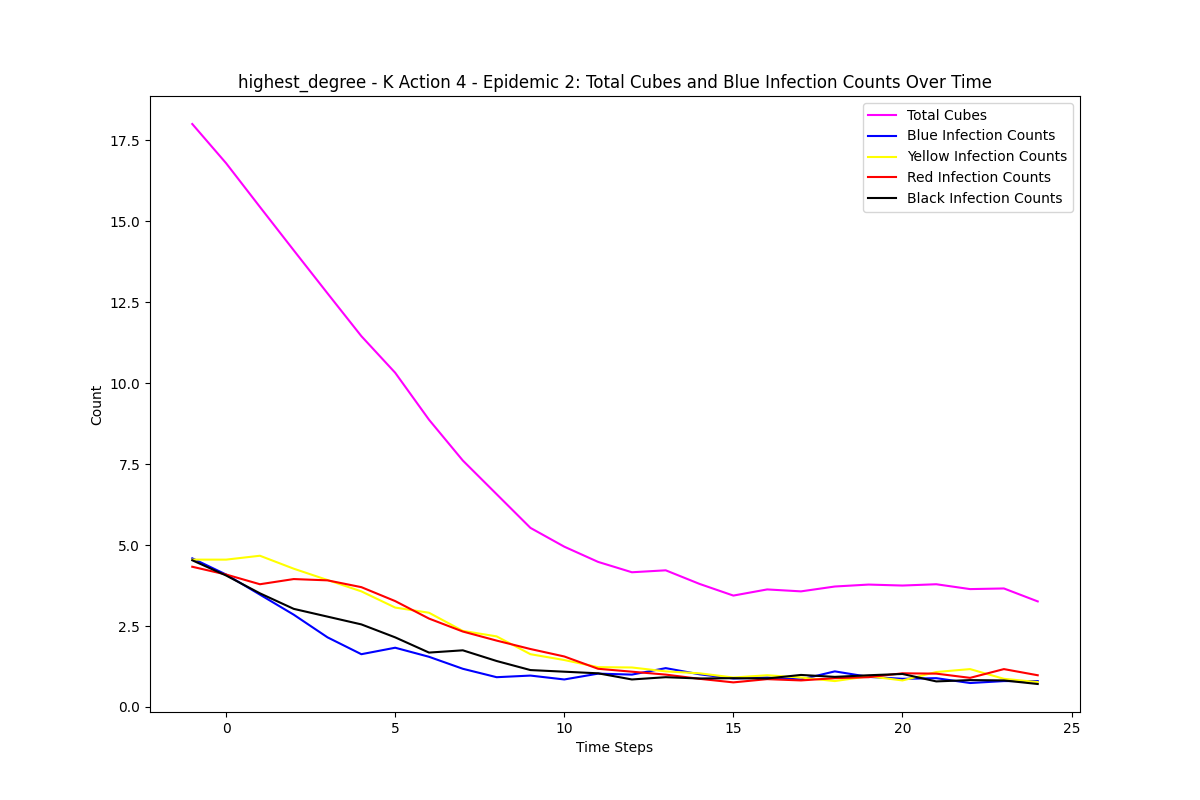 highest_degree - K Action 4 - Epidemic 2: Total Cubes and Blue Infection Counts Over Time
Total Cubes
Blue Infection Counts
Yellow Infection Counts
Red Infection Counts
Black Infection Counts
17.5
15.0
12.5
10.0
7.5
5.0
2.5
0.0
Count
0 5 10 15 20 25
Time Steps